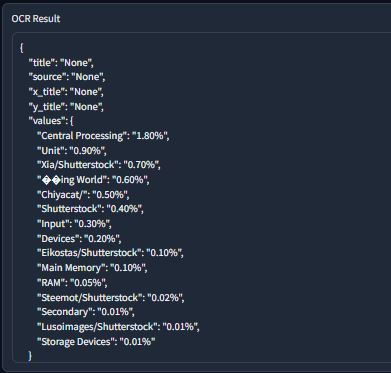 OCR Result
{
"title": "None",
"source": "None",
"x_title": "None",
"y_title": "None",
"values": {
"Central Processing": "1.80%",
"Unit": "0.90%",
"Xia/Shutterstock": "0.70%",
"��ing World": "0.60%",
"Chiyacat/": "0.50%",
"Shutterstock": "0.40%",
"Input": "0.30%",
"Devices": "0.20%",
"Eikostas/Shutterstock": "0.10%",
"Main Memory": "0.10%",
"RAM": "0.05%",
"Steemot/Shutterstock": "0.02%",
"Secondary": "0.01%",
"Lusoimages/Shutterstock": "0.01%",
"Storage Devices": "0.01%"
}